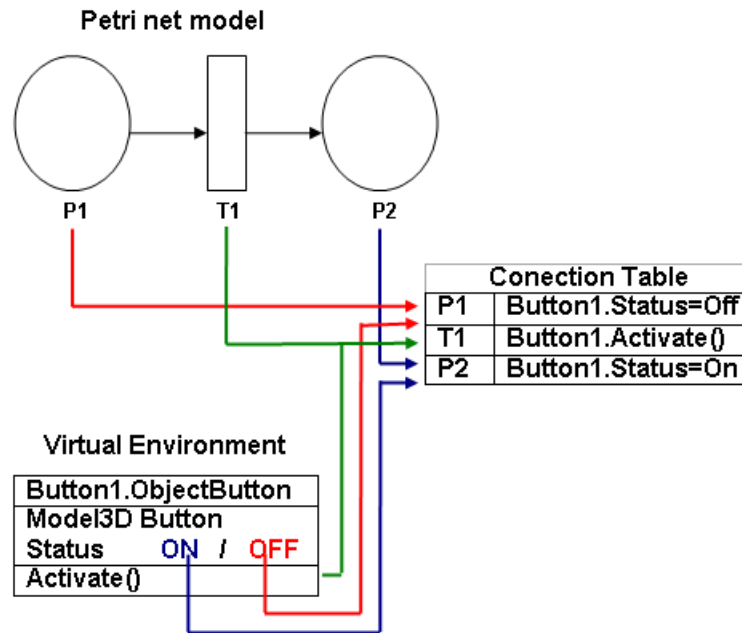 Petri net model
P1 T1 P2
Conection Table
P1 Button1.Status=Off
T1 Button1.Activate()
P2 Button1.Status=On
Virtual Environment
Button1.ObjectButton
Model3D Button
Status ON / OFF
Activate()